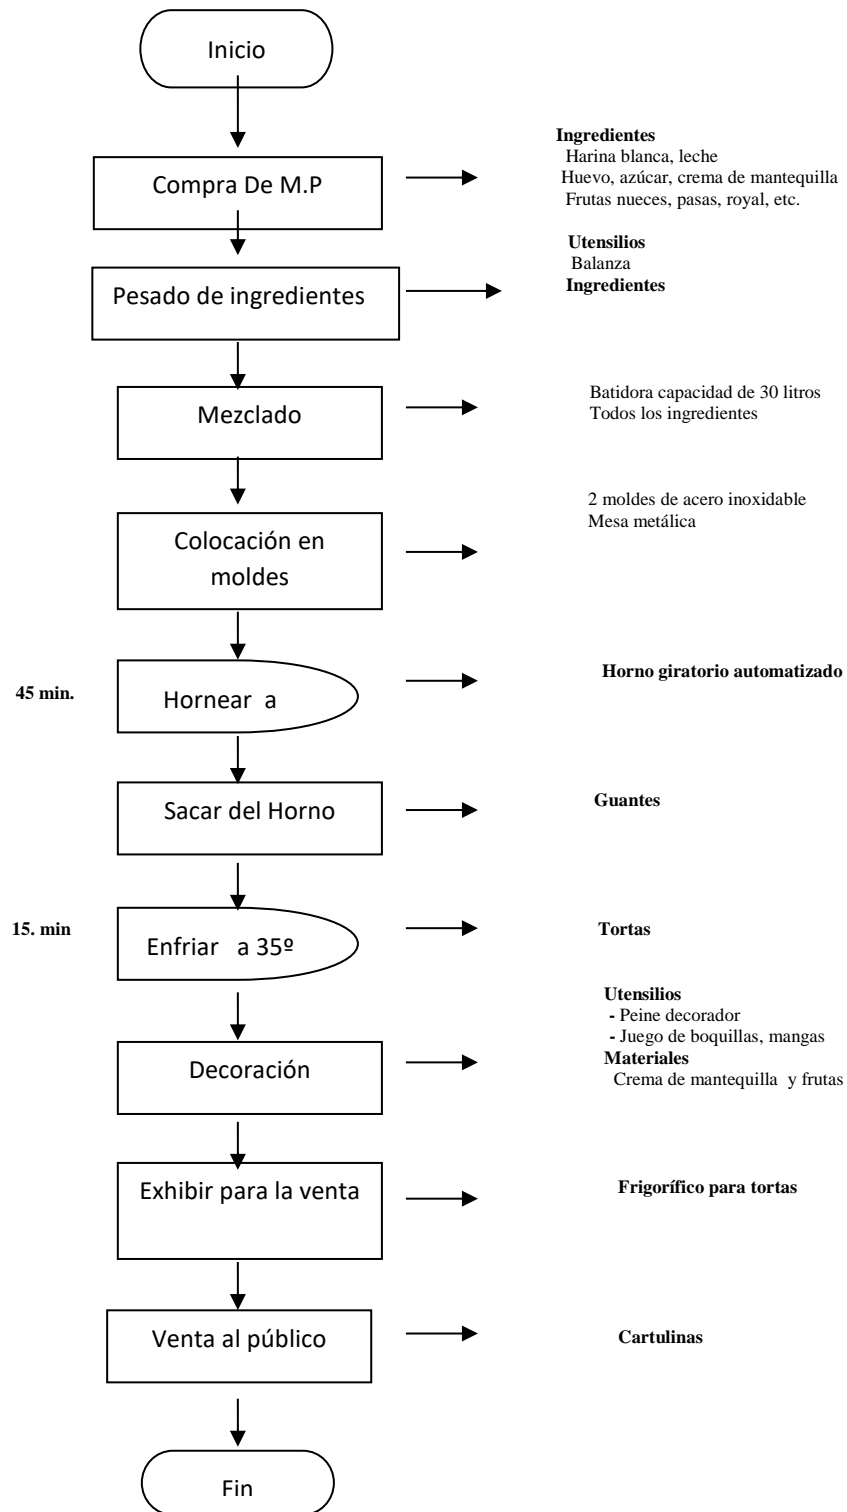 Inicio
Compra De M.P
Ingredientes
Harina blanca, leche
Huevo, azúcar, crema de mantequilla
Frutas nueces, pasas, royal, etc.
Pesado de ingredientes
Utensilios
Balanza
Ingredientes
Mezclado
Batidora capacidad de 30 litros
Todos los ingredientes
Colocación en
moldes
2 moldes de acero inoxidable
Mesa metálica
45 min.
Hornear a
Horno giratorio automatizado
Sacar del Horno
Guantes
15. min
Enfriar a 35º
Tortas
Decoración
Utensilios
- Peine decorador
- Juego de boquillas, mangas
Materiales
Crema de mantequilla y frutas
Exhibir para la venta
Frigorífico para tortas
Venta al público
Cartulinas
Fin